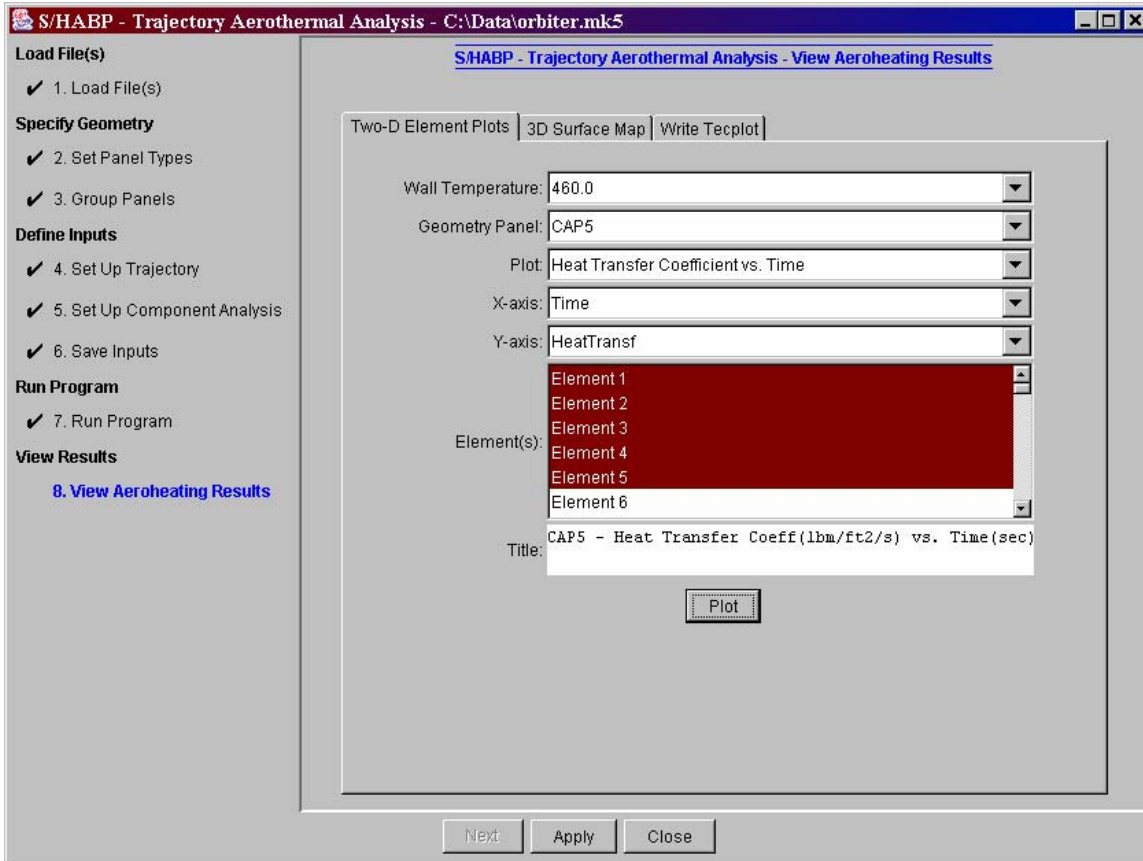 S/HABP - Trajectory Aerothermal Analysis - C:\Data\orbiter.mk5
Load File(s)
✔ 1. Load File(s)
Specify Geometry
✔ 2. Set Panel Types
✔ 3. Group Panels
Define Inputs
✔ 4. Set Up Trajectory
✔ 5. Set Up Component Analysis
✔ 6. Save Inputs
Run Program
✔ 7. Run Program
View Results
8. View Aeroheating Results
S/HABP - Trajectory Aerothermal Analysis - View Aeroheating Results
Two-D Element Plots 3D Surface Map Write Tecplot
Wall Temperature: 460.0
Geometry Panel: CAP5
Plot: Heat Transfer Coefficient vs. Time
X-axis: Time
Y-axis: HeatTransf
Element(s):
Element 1
Element 2
Element 3
Element 4
Element 5
Element 6
Title: CAP5 - Heat Transfer Coeff(lbm/ft2/s) vs. Time(sec)
Plot
Next Apply Close